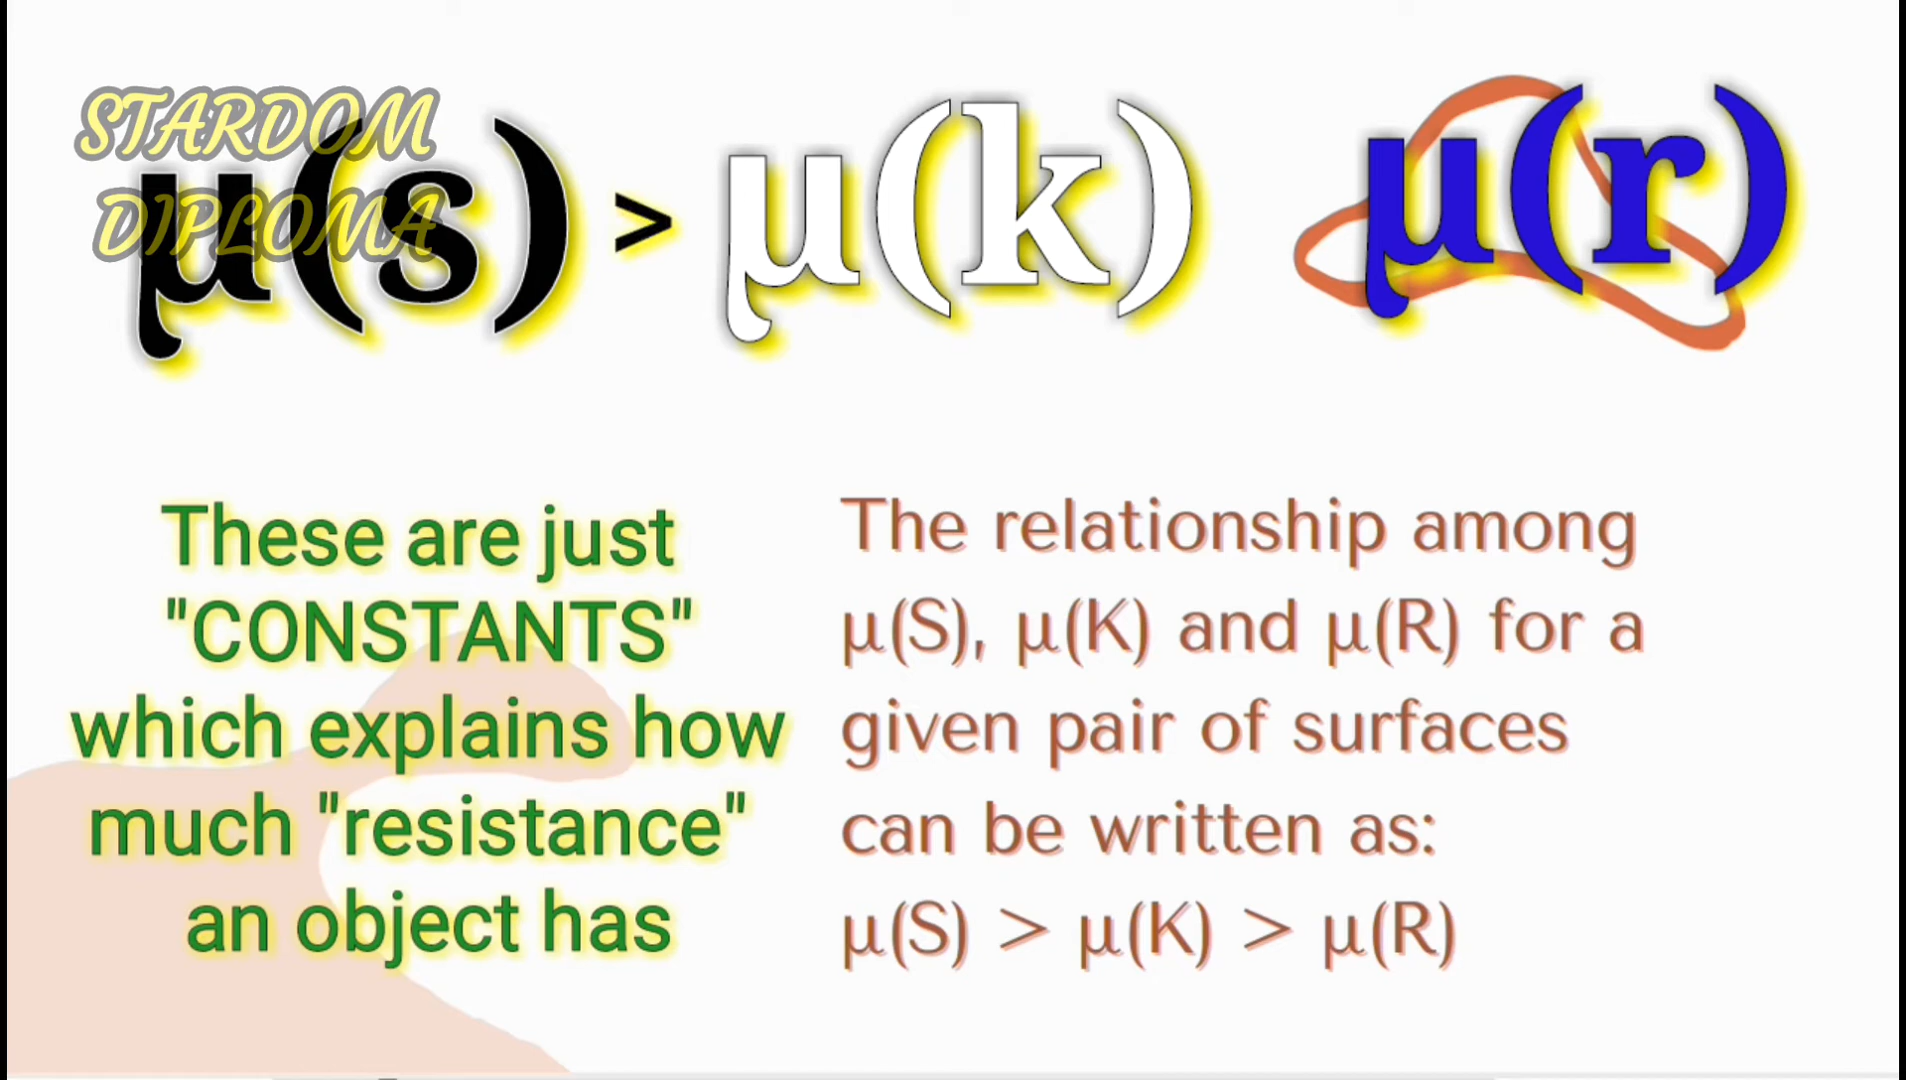 STARDOM
DIPLOMA
μ(s) > μ(k) μ(r)
These are just
"CONSTANTS"
which explains how
much "resistance"
an object has
The relationship among
μ(S), μ(K) and μ(R) for a
given pair of surfaces
can be written as:
μ(S) > μ(K) > μ(R)